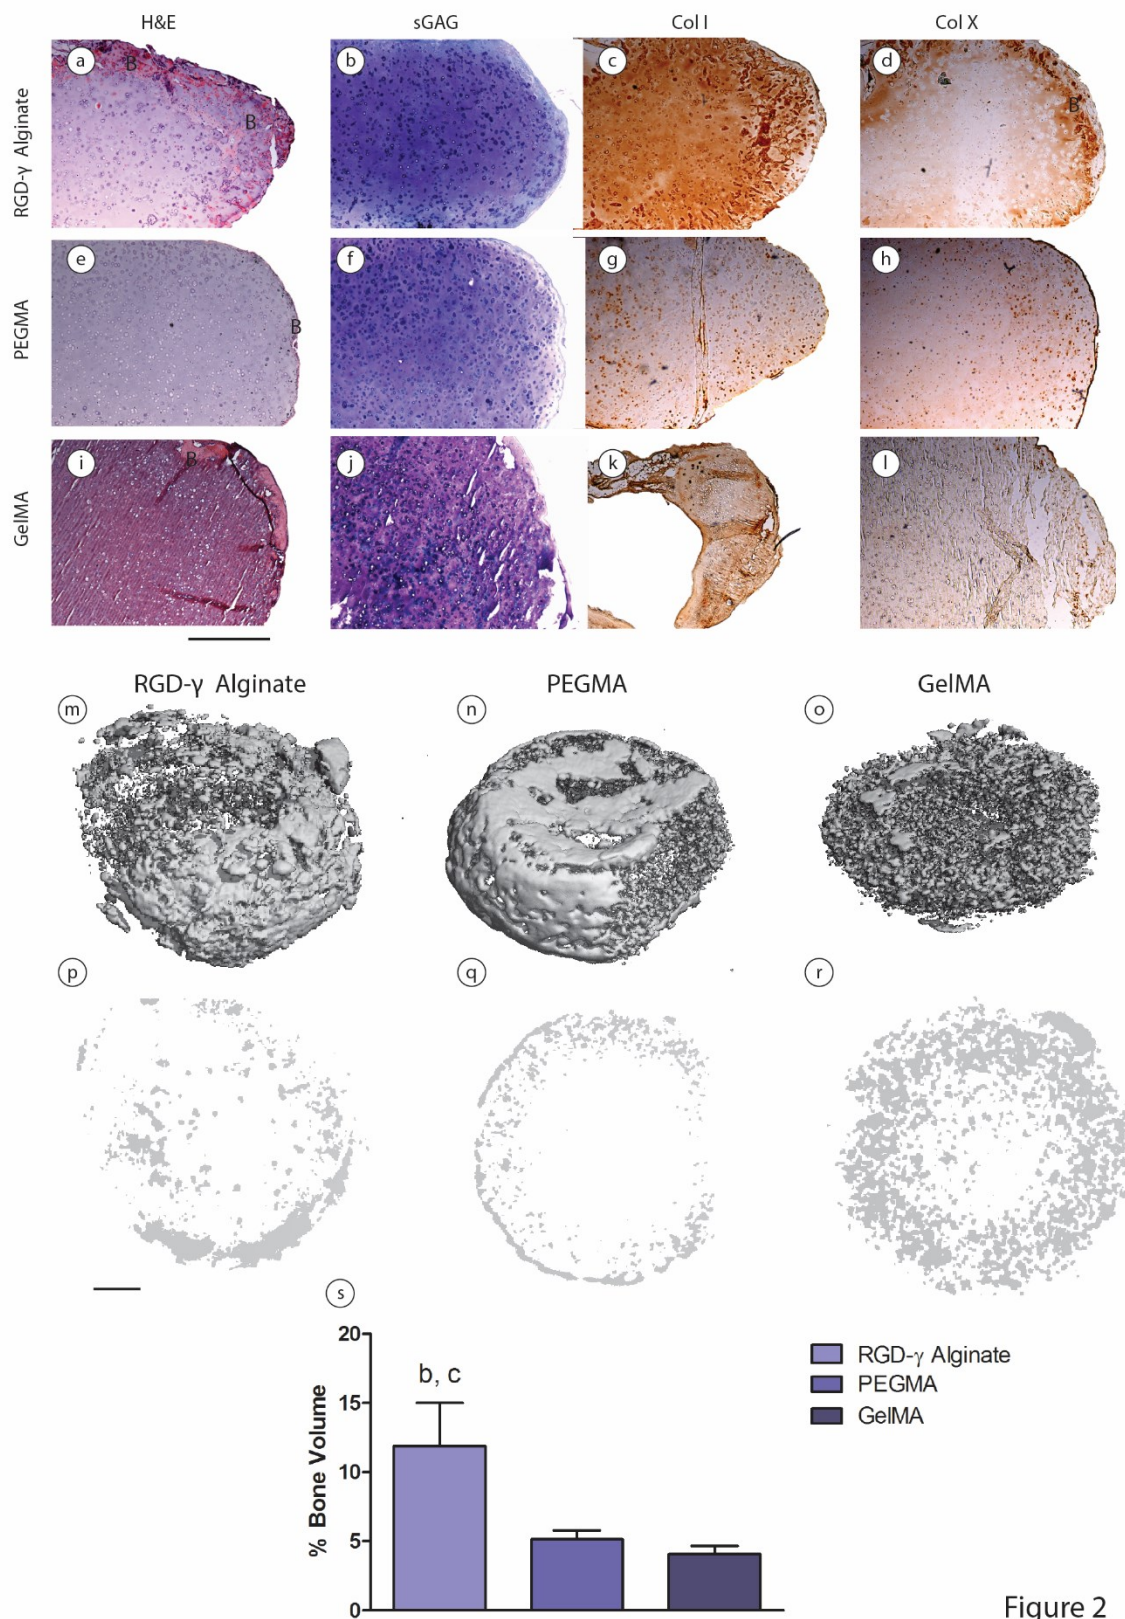 H&E sGAG Col I Col X
RGD-γ Alginate
a B B b c d B
PEGMA
e B f g h
GelMA
i B j k l
RGD-γ Alginate PEGMA GelMA
m n o
p q r
s
% Bone Volume
20
15
10
5
0
b, c
RGD-γ Alginate
PEGMA
GelMA
Figure 2